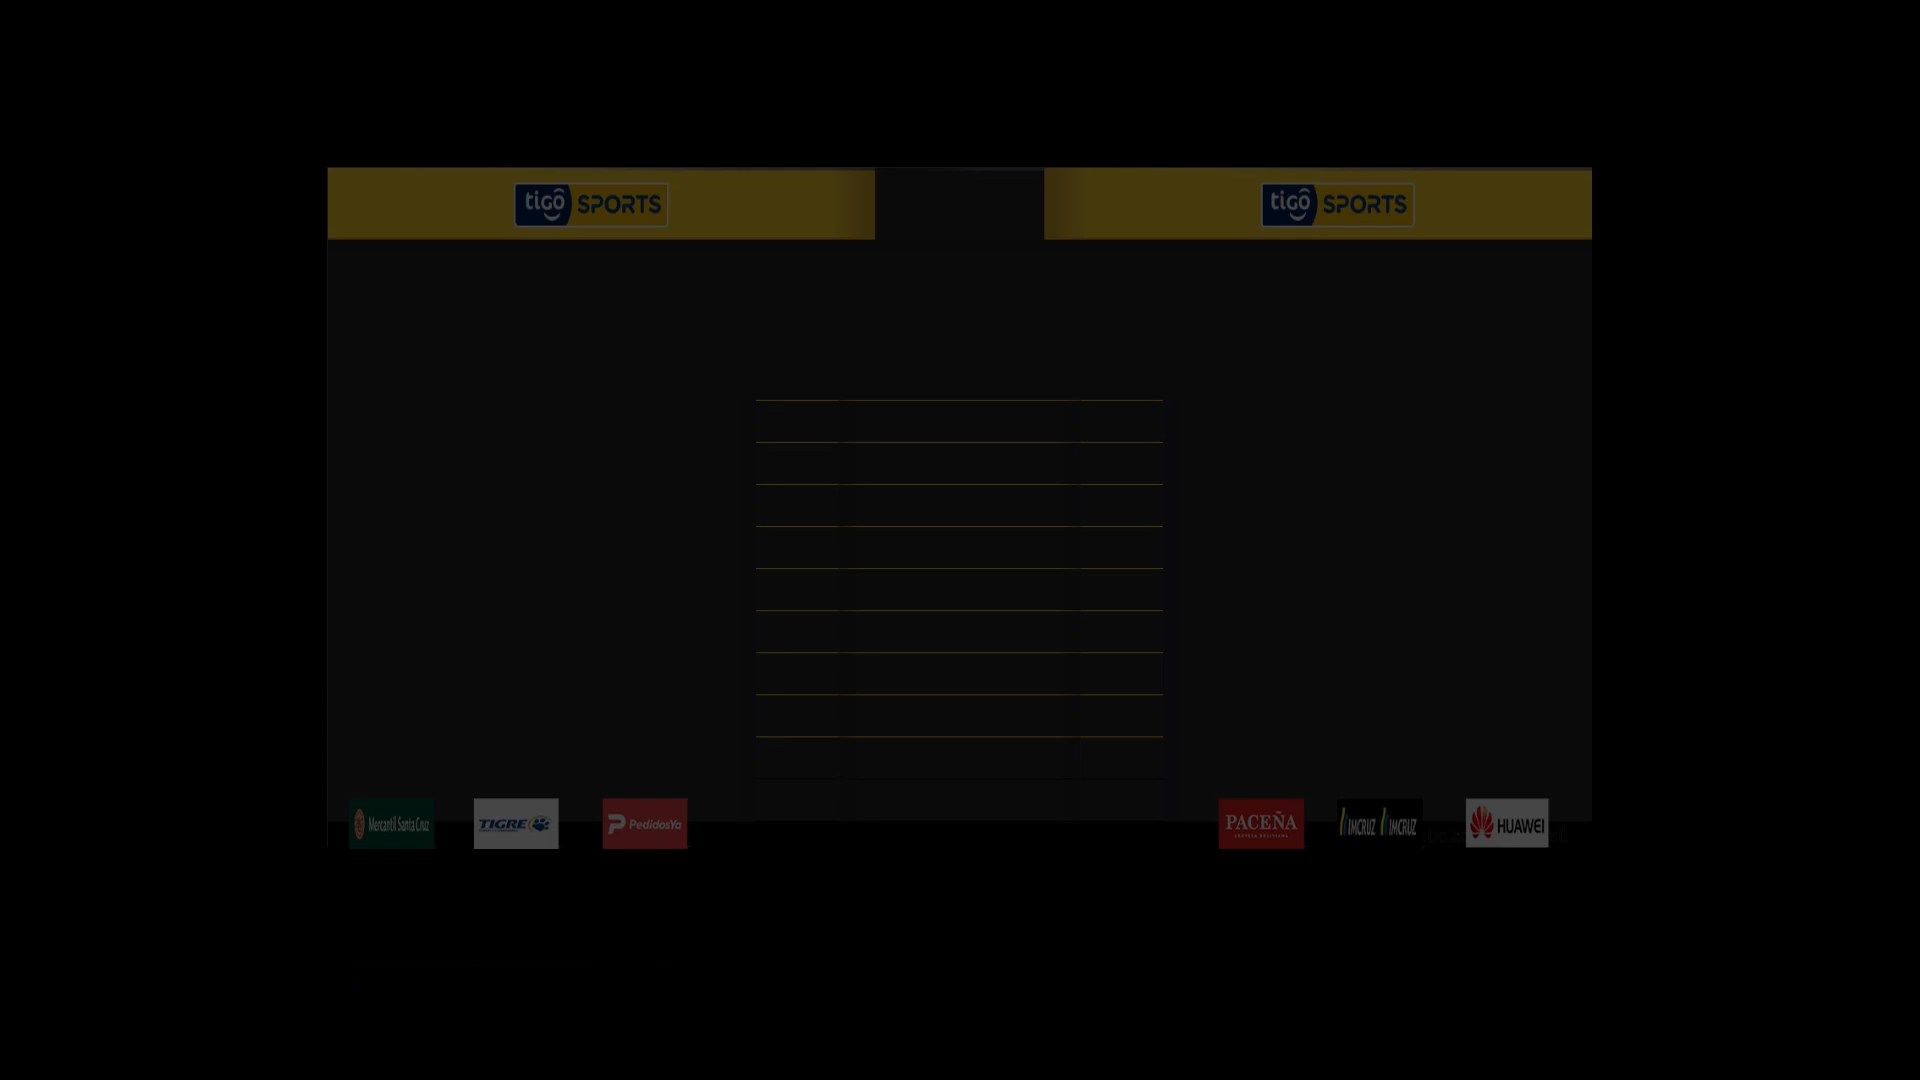 tigo SPORTS
tigo SPORTS
Mercantil Santa Cruz
TIGRE
PedidosYa
PACEÑA
IMCRUZ IMCRUZ
HUAWEI